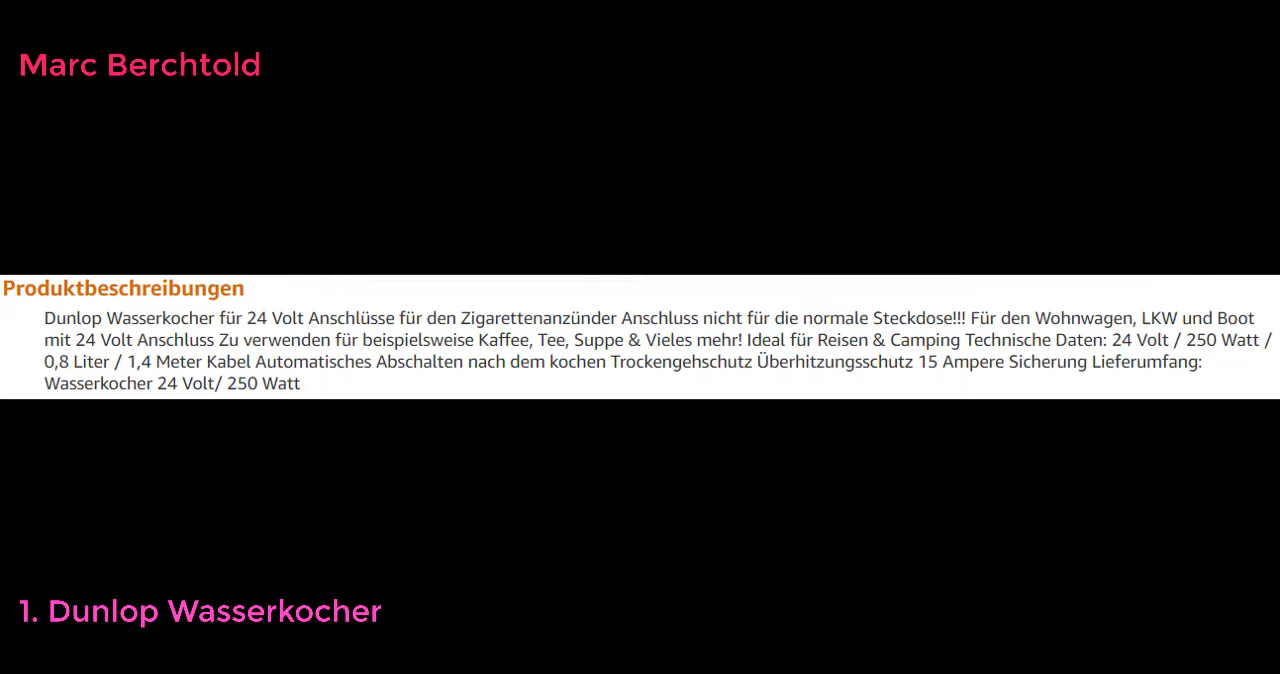 Marc Berchtold
Produktbeschreibungen
Dunlop Wasserkocher für 24 Volt Anschlüsse für den Zigarettenanzünder Anschluss nicht für die normale Steckdose!!! Für den Wohnwagen, LKW und Boot
mit 24 Volt Anschluss Zu verwenden für beispielsweise Kaffee, Tee, Suppe & Vieles mehr! Ideal für Reisen & Camping Technische Daten: 24 Volt / 250 Watt /
0,8 Liter / 1,4 Meter Kabel Automatisches Abschalten nach dem kochen Trockengehschutz Überhitzungsschutz 15 Ampere Sicherung Lieferumfang:
Wasserkocher 24 Volt/ 250 Watt
1. Dunlop Wasserkocher